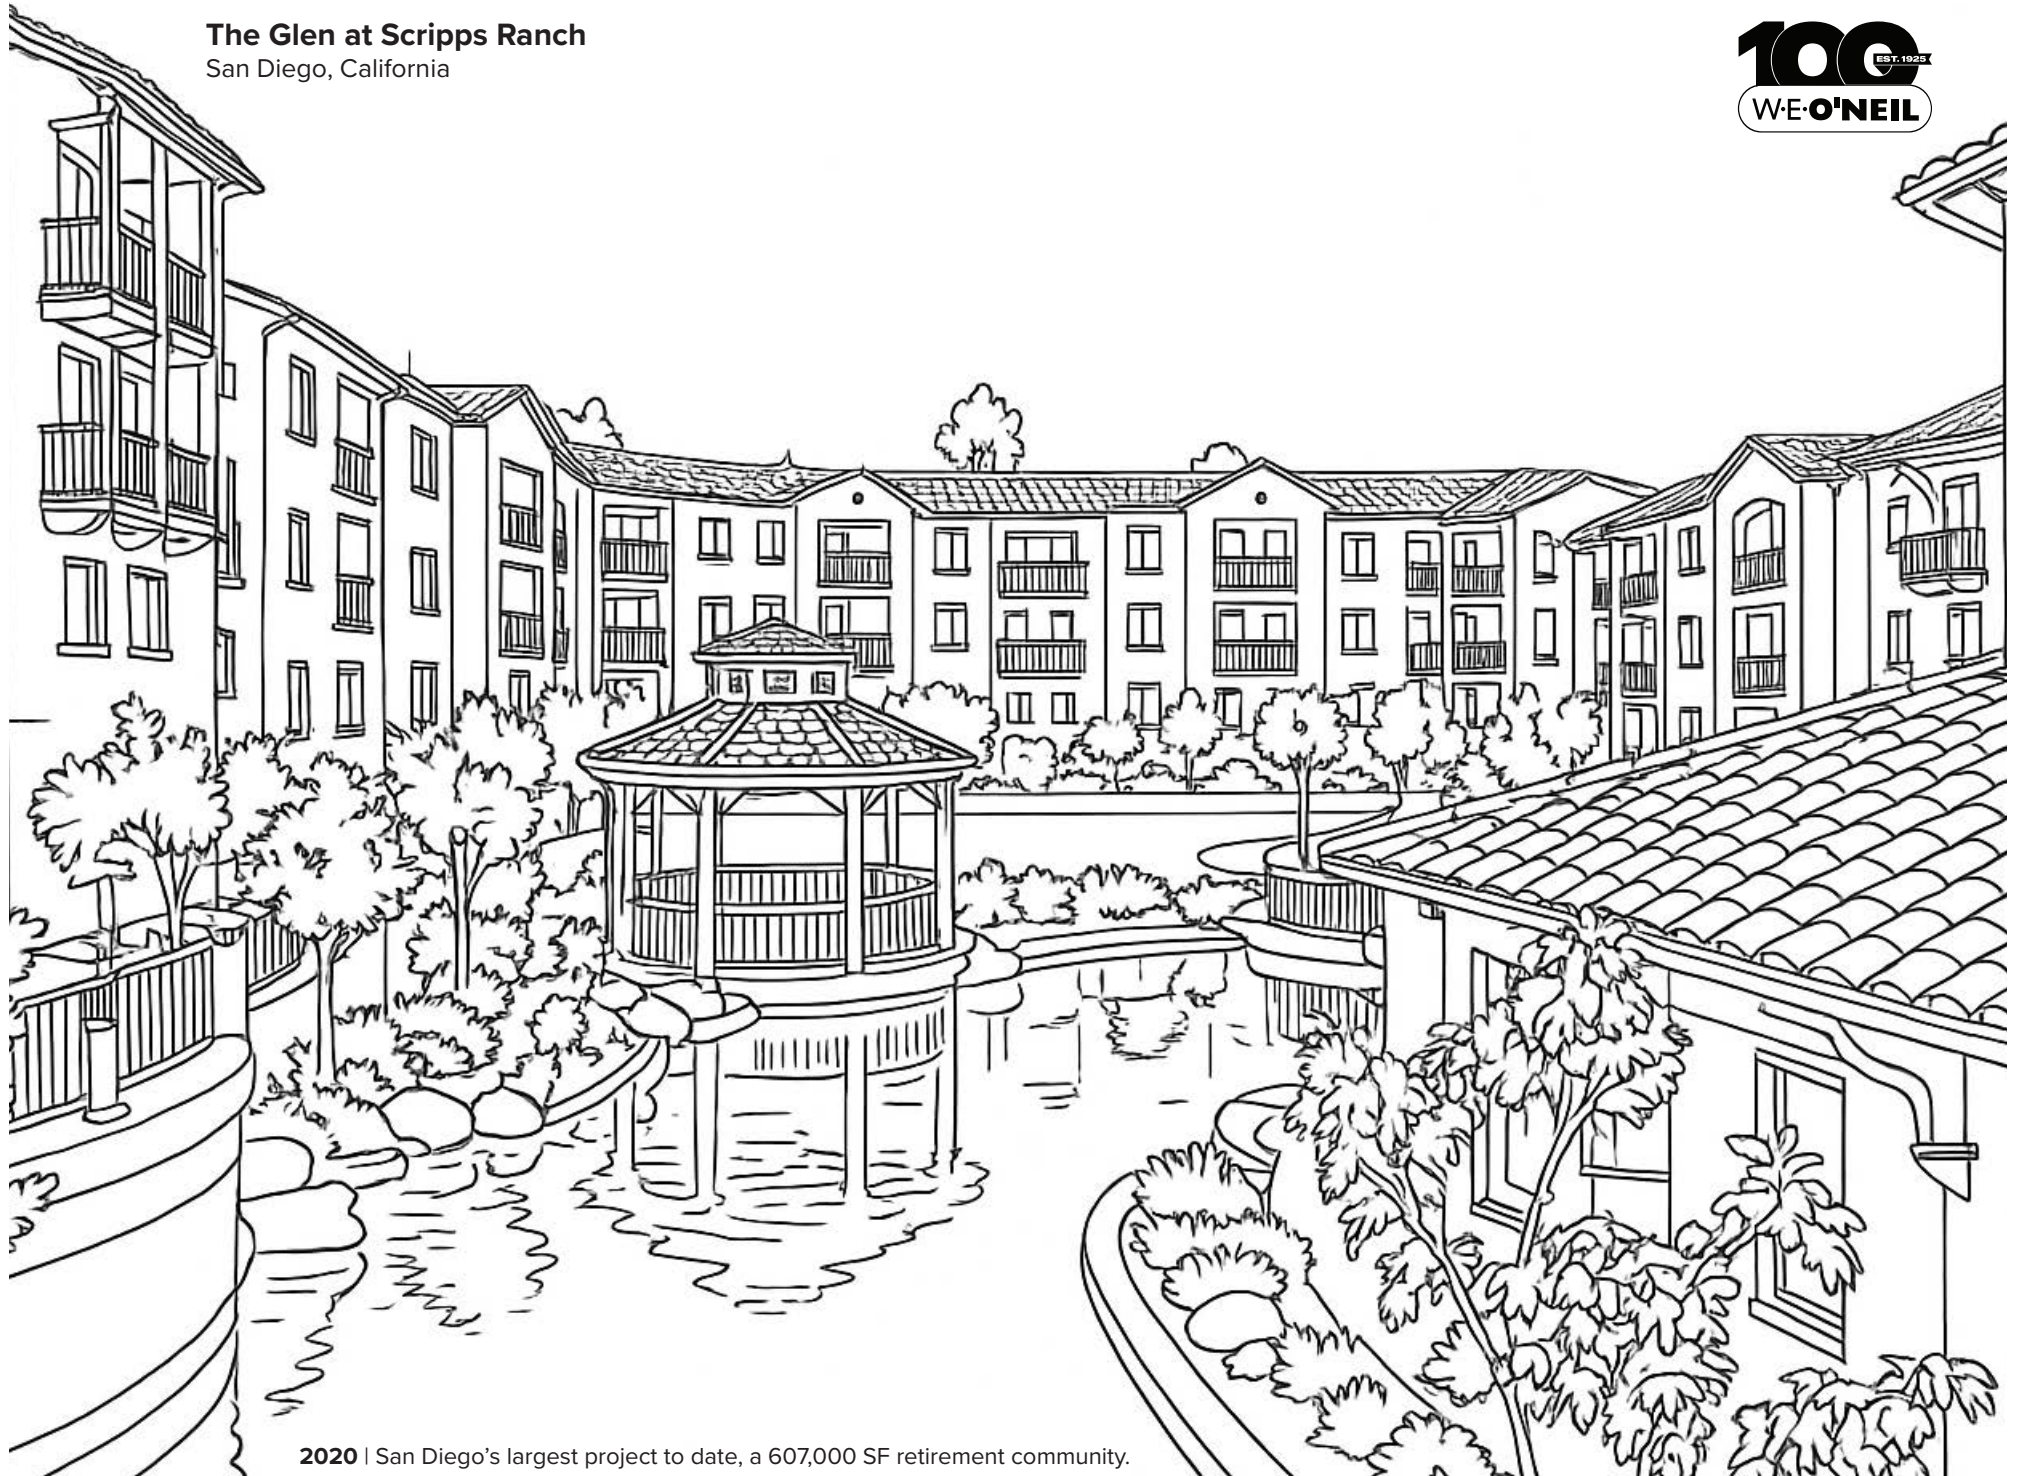 The Glen at Scripps Ranch
San Diego, California
100
EST. 1925
W·E·O'NEIL
2020 | San Diego’s largest project to date, a 607,000 SF retirement community.